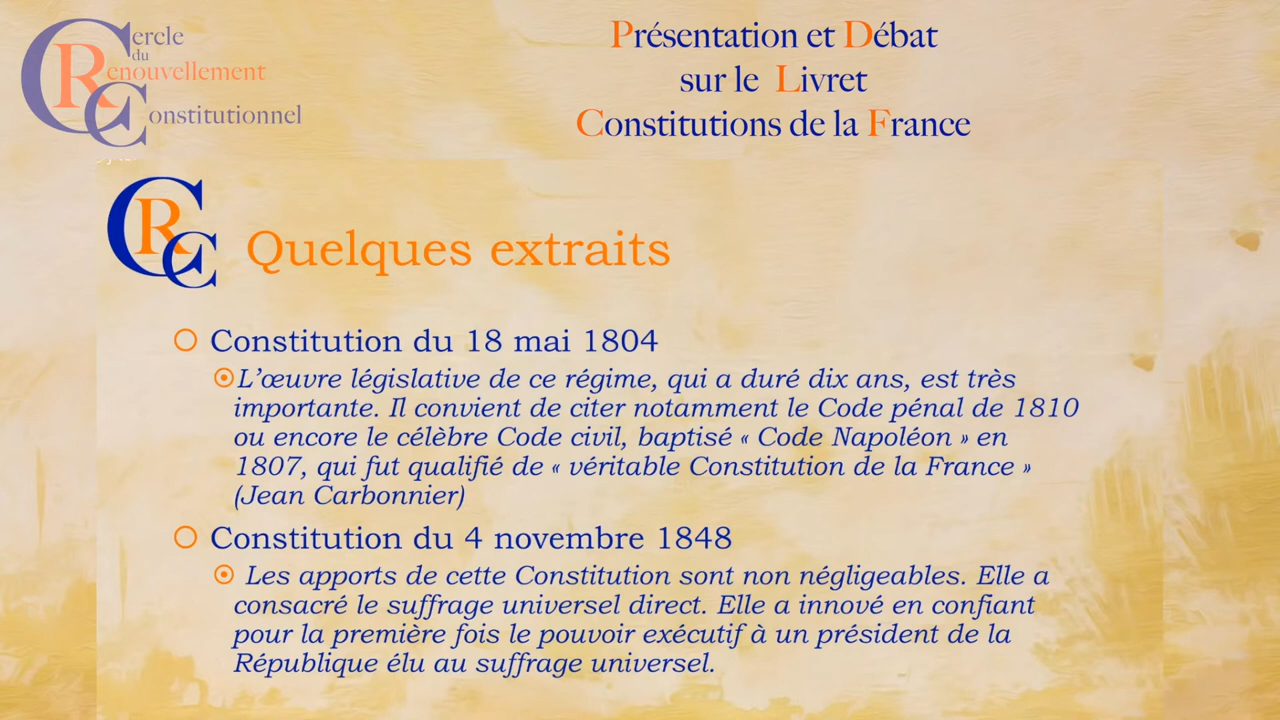 Cercle
du
Renouvellement
Constitutionnel
Présentation et Débat
sur le Livret
Constitutions de la France
CRC
Quelques extraits
Constitution du 18 mai 1804
L’œuvre législative de ce régime, qui a duré dix ans, est très
importante. Il convient de citer notamment le Code pénal de 1810
ou encore le célèbre Code civil, baptisé « Code Napoléon » en
1807, qui fut qualifié de « véritable Constitution de la France »
(Jean Carbonnier)
Constitution du 4 novembre 1848
Les apports de cette Constitution sont non négligeables. Elle a
consacré le suffrage universel direct. Elle a innové en confiant
pour la première fois le pouvoir exécutif à un président de la
République élu au suffrage universel.